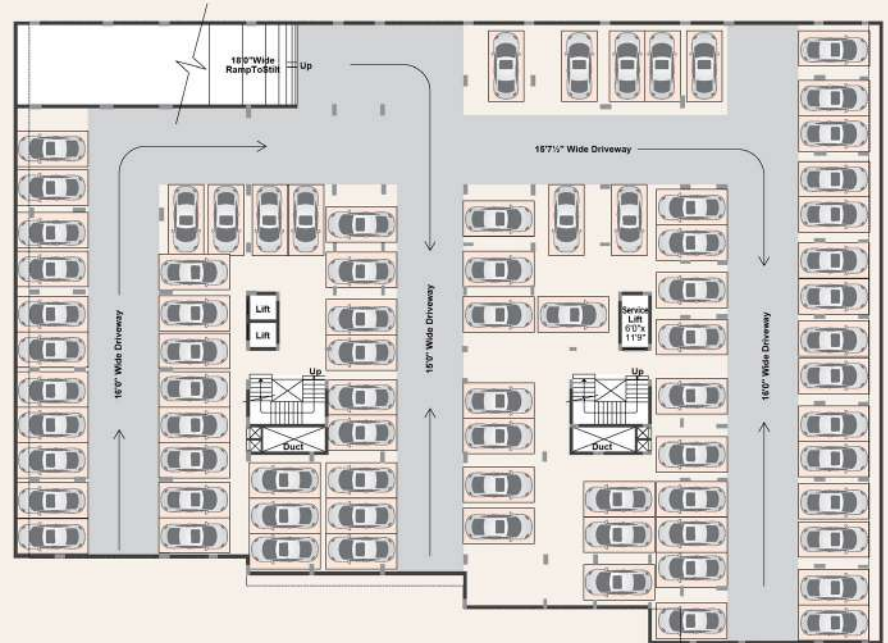 18'0"Wide
RampToStilt
Up
15'7½" Wide Driveway
16'0" Wide Driveway
Lift
Lift
15'0" Wide Driveway
Service
Lift
6'0"x
11'9"
16'0" Wide Driveway
Up
Up
Duct
Duct